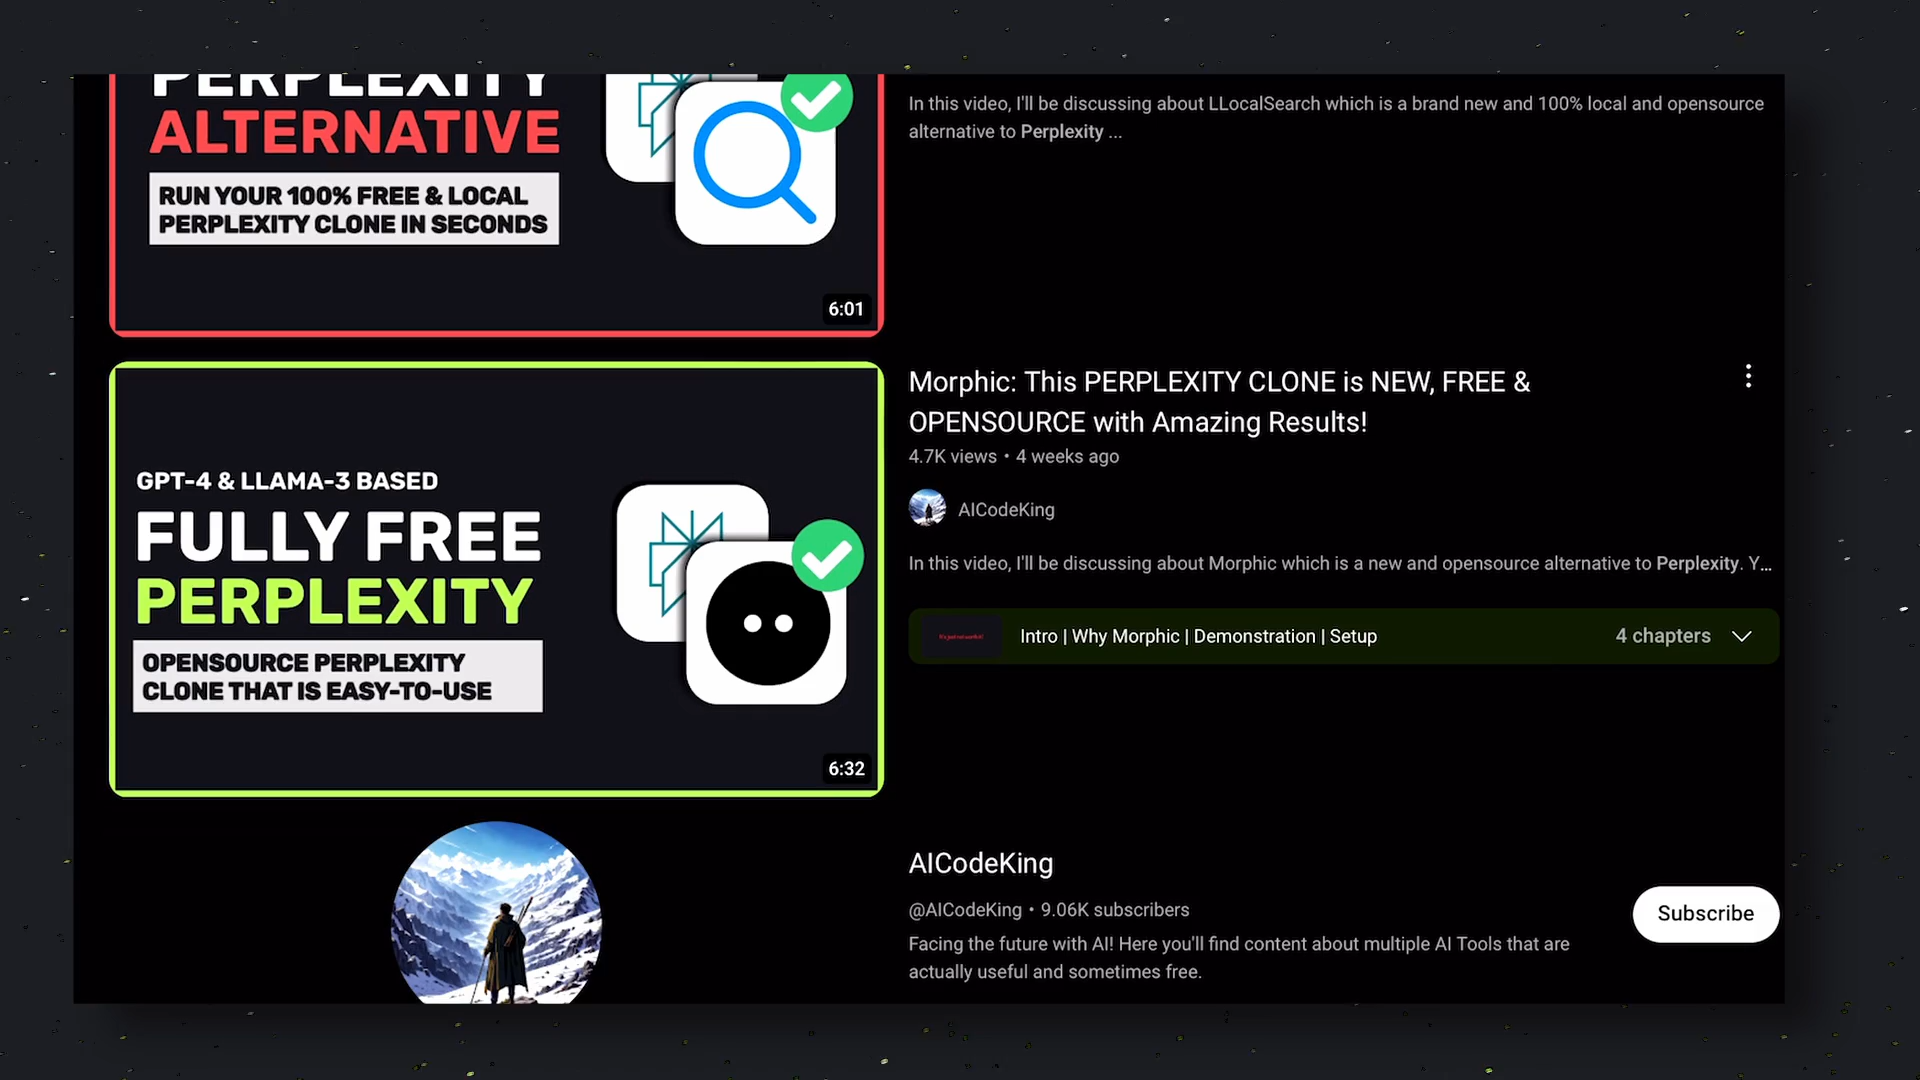 PERPLEXITY
ALTERNATIVE
RUN YOUR 100% FREE & LOCAL
PERPLEXITY CLONE IN SECONDS
6:01
In this video, I'll be discussing about LLocalSearch which is a brand new and 100% local and opensource
alternative to Perplexity ...
GPT-4 & LLAMA-3 BASED
FULLY FREE
PERPLEXITY
OPENSOURCE PERPLEXITY
CLONE THAT IS EASY-TO-USE
6:32
Morphic: This PERPLEXITY CLONE is NEW, FREE &
OPENSOURCE with Amazing Results!
4.7K views • 4 weeks ago
AICodeKing
In this video, I'll be discussing about Morphic which is a new and opensource alternative to Perplexity. Y...
Intro | Why Morphic | Demonstration | Setup
4 chapters
AICodeKing
@AICodeKing • 9.06K subscribers
Facing the future with AI! Here you'll find content about multiple AI Tools that are
actually useful and sometimes free.
Subscribe